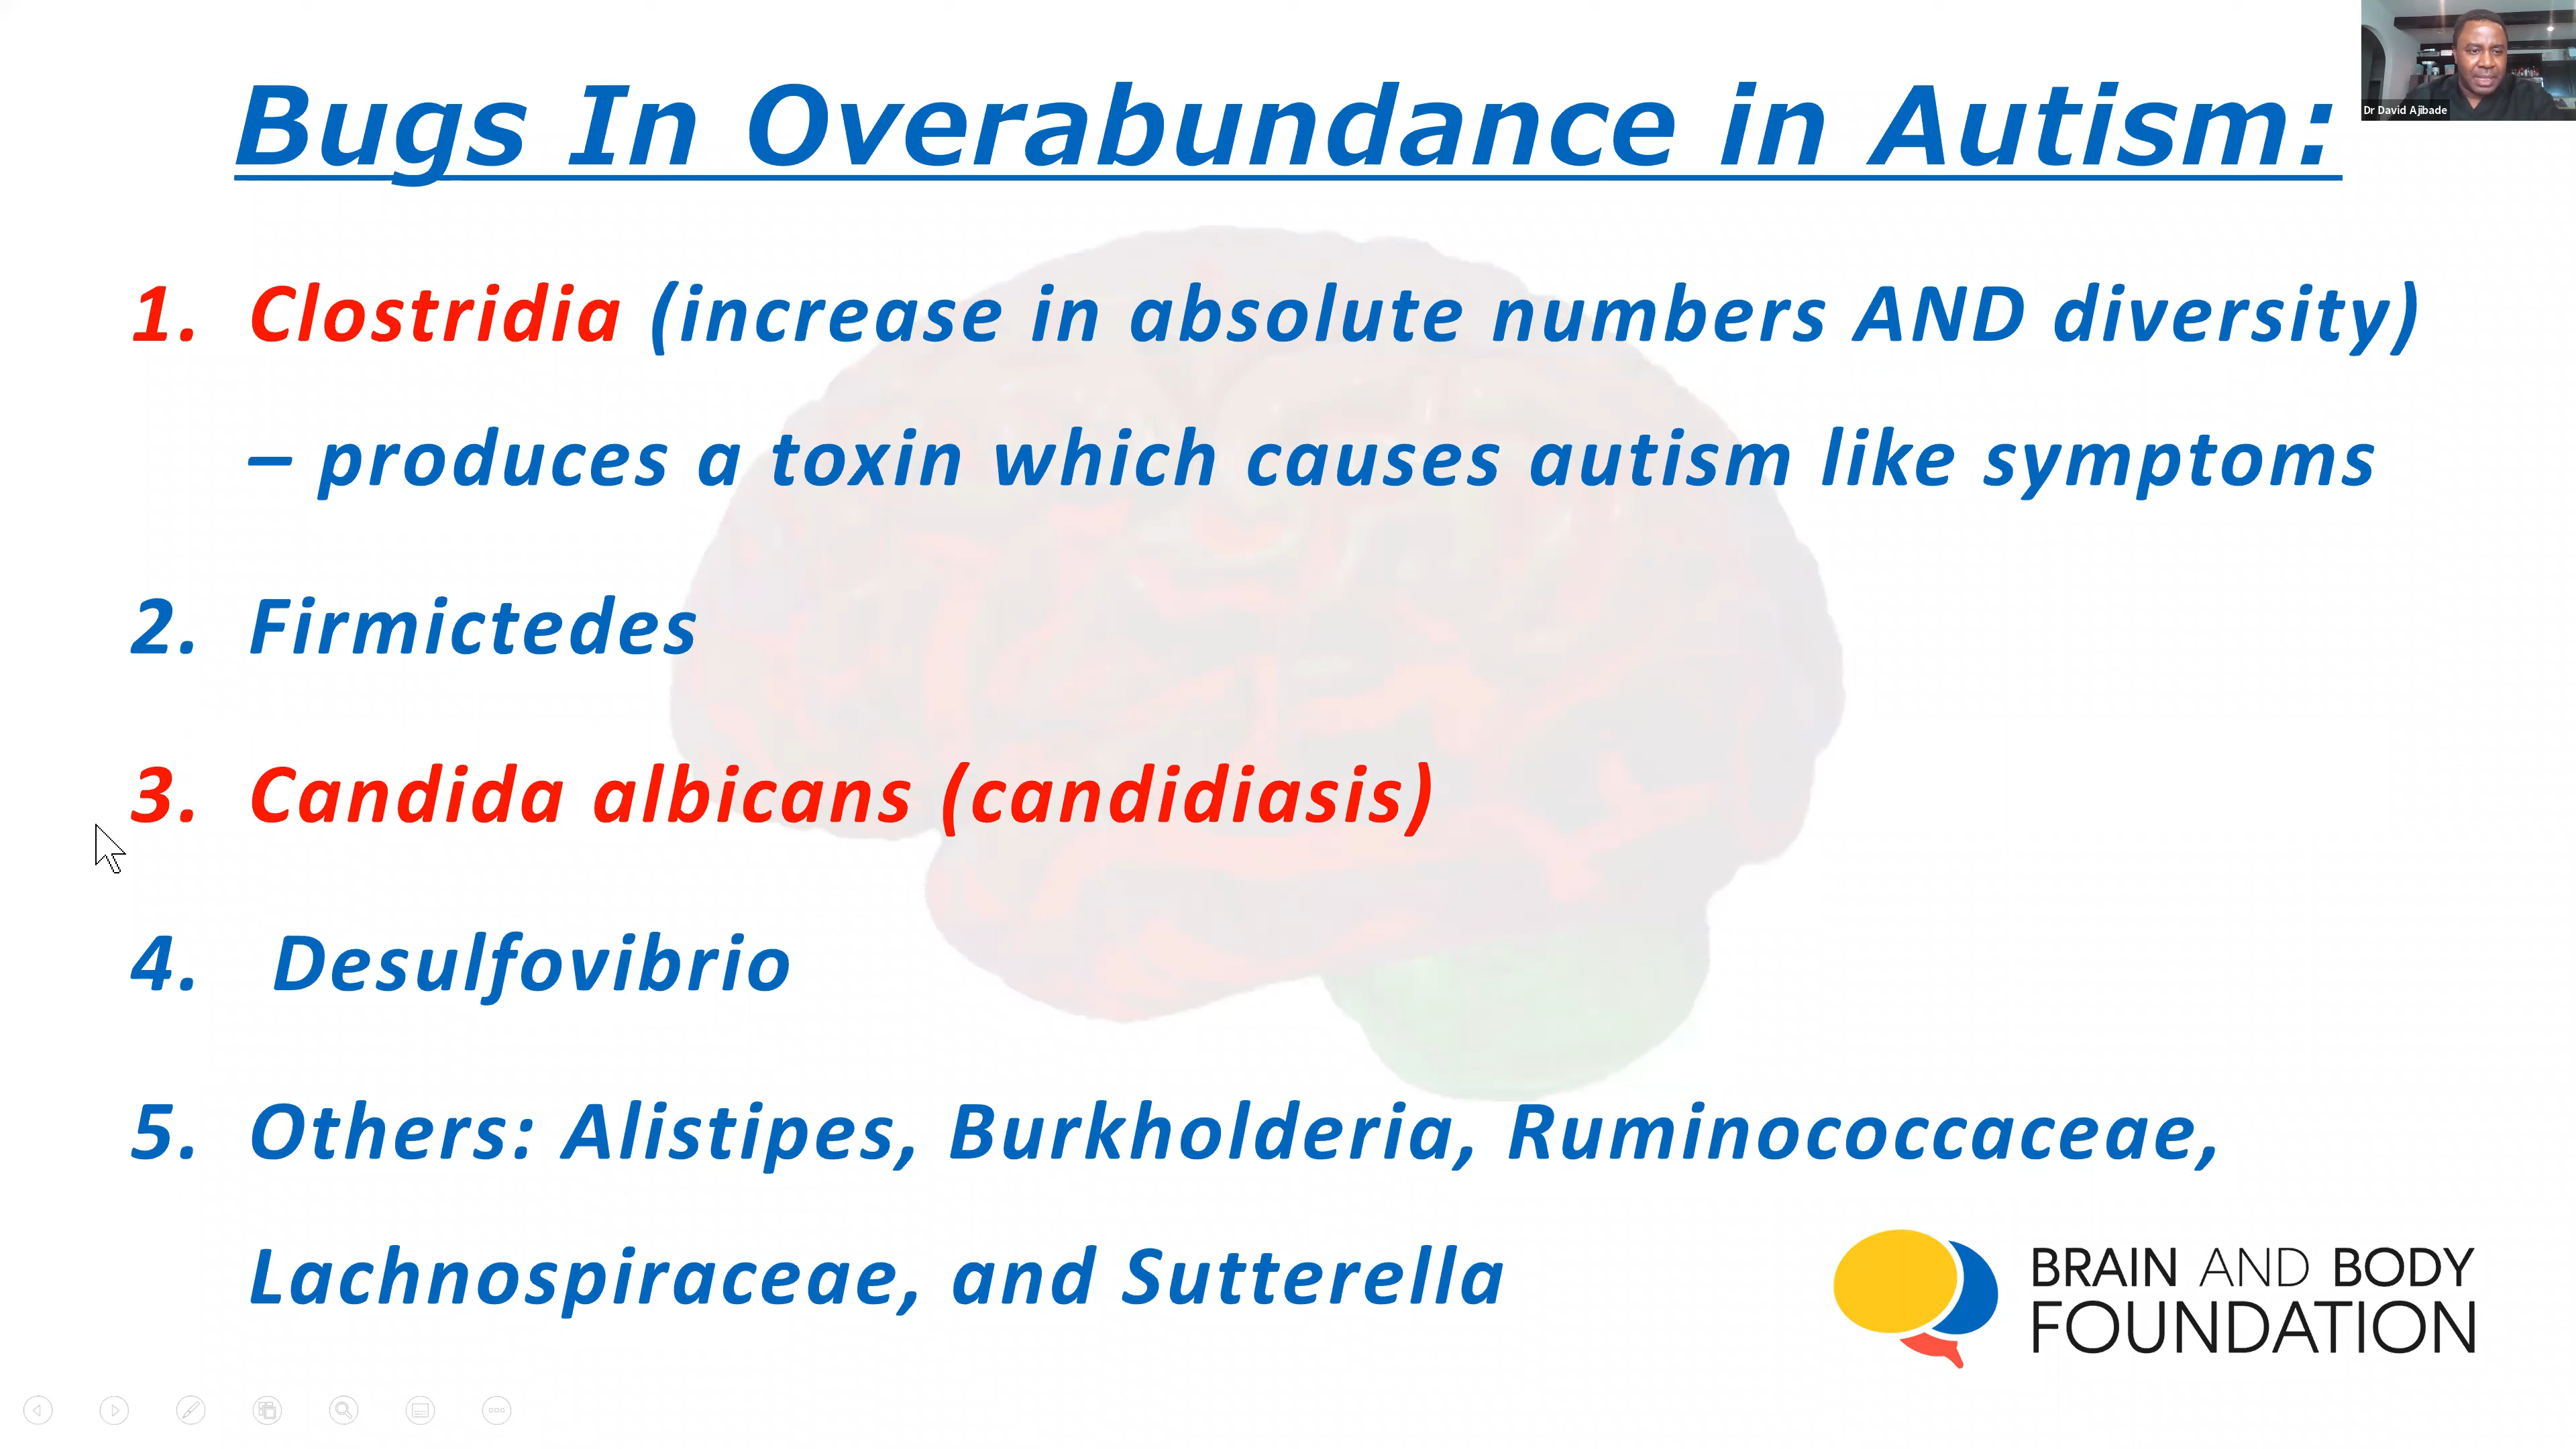 Bugs In Overabundance in Autism:
Dr David Ajibade
1. Clostridia (increase in absolute numbers AND diversity)
– produces a toxin which causes autism like symptoms
2. Firmictedes
3. Candida albicans (candidiasis)
4. Desulfovibrio
5. Others: Alistipes, Burkholderia, Ruminococcaceae,
Lachnospiraceae, and Sutterella
BRAIN AND BODY
FOUNDATION